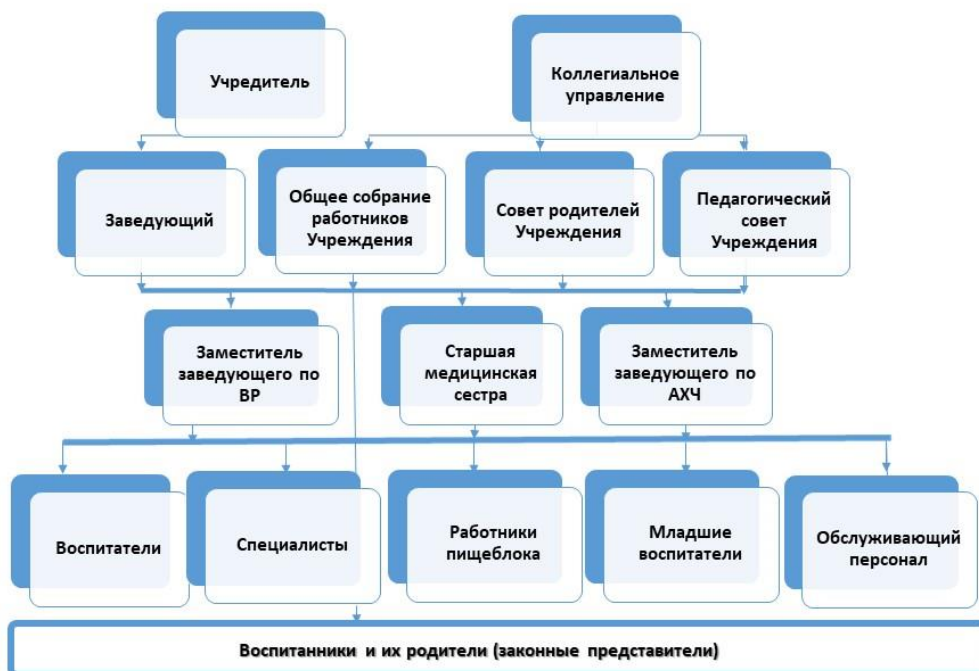 Учредитель
Коллегиальное
управление
Заведующий
Общее собрание
работников
Учреждения
Совет родителей
Учреждения
Педагогический
совет
Учреждения
Заместитель
заведующего по
ВР
Старшая
медицинская
сестра
Заместитель
заведующего по
АХЧ
Воспитатели
Специалисты
Работники
пищеблока
Младшие
воспитатели
Обслуживающий
персонал
Воспитанники и их родители (законные представители)